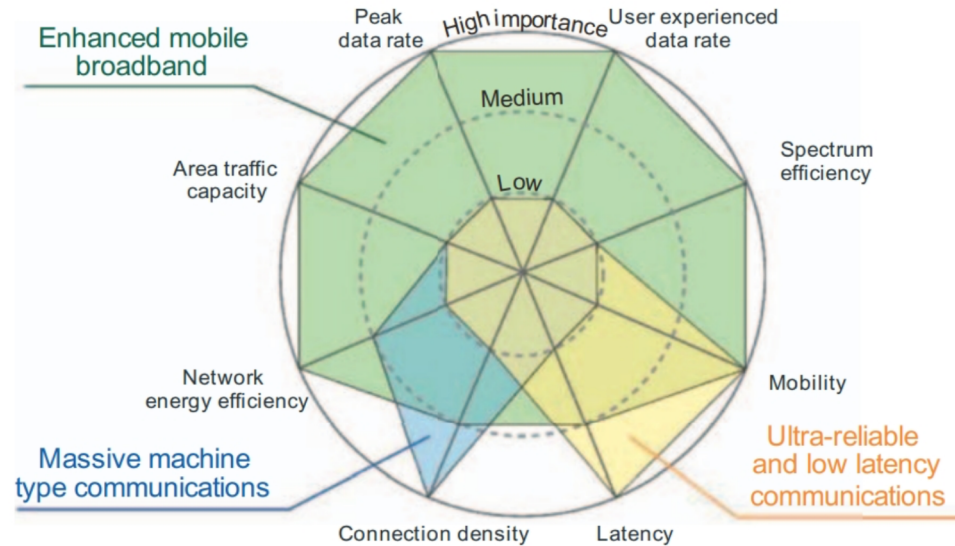 Peak
data rate
High importance
User experienced
data rate
Enhanced mobile
broadband
Medium
Area traffic
capacity
Spectrum
efficiency
Low
Network
energy efficiency
Mobility
Massive machine
type communications
Ultra-reliable
and low latency
communications
Connection density
Latency